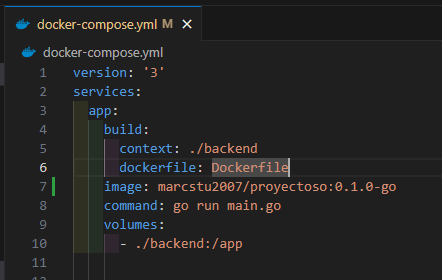 docker-compose.yml M ×
docker-compose.yml
1 version: '3'
2 services:
3   app:
4     build:
5       context: ./backend
6       dockerfile: Dockerfile
7     image: marcstu2007/proyectoso:0.1.0-go
8     command: go run main.go
9     volumes:
10       - ./backend:/app
11
12